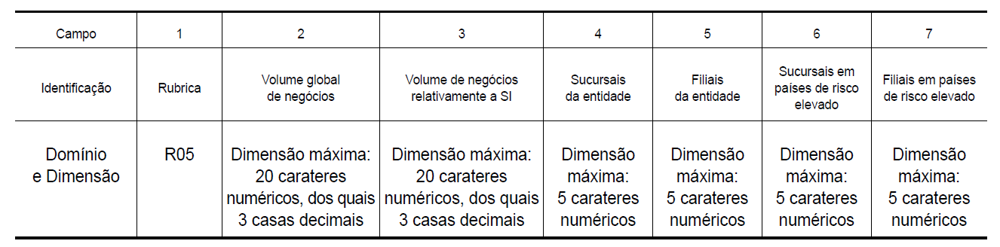 Campo 1 2 3 4 5 6 7
Identificação Rubrica Volume global
de negócios Volume de negócios
relativamente a SI Sucursais
da entidade Filiais
da entidade Sucursais em
países de risco
elevado Filiais em países
de risco elevado
Domínio
e Dimensão R05 Dimensão máxima:
20 carateres
numéricos, dos quais
3 casas decimais Dimensão máxima:
20 carateres
numéricos, dos quais
3 casas decimais Dimensão
máxima:
5 carateres
numéricos Dimensão
máxima:
5 carateres
numéricos Dimensão
máxima:
5 carateres
numéricos Dimensão
máxima:
5 carateres
numéricos